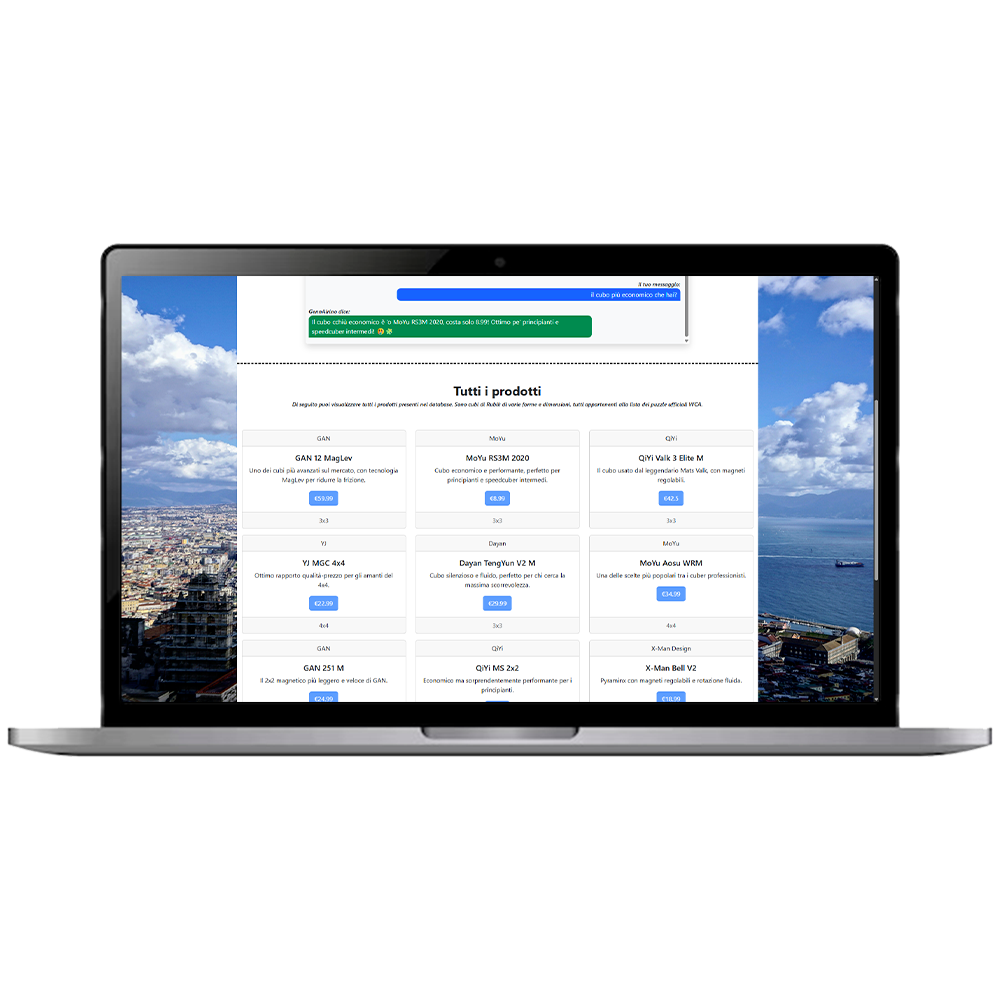 Il tuo messaggio:
il cubo più economico che hai?
GennAIrino dice:
Il cubo cchiù economico è 'o MoYu RS3M 2020, costa solo 8.99! Ottimo pe' principianti e
speedcuber intermedi!
Tutti i prodotti
Di seguito puoi visualizzare tutti i prodotti presenti nel database. Sono cubi di Rubik di varie forme e dimensioni, tutti appartenenti alla lista dei puzzle ufficiali WCA.
GAN
GAN 12 MagLev
Uno dei cubi più avanzati sul mercato, con tecnologia
MagLev per ridurre la frizione.
€59.99
3x3
MoYu
MoYu RS3M 2020
Cubo economico e performante, perfetto per
principianti e speedcuber intermedi.
€8.99
3x3
QiYi
QiYi Valk 3 Elite M
Il cubo usato dal leggendario Mats Valk, con magneti
regolabili.
€42.5
3x3
YJ
YJ MGC 4x4
Ottimo rapporto qualità-prezzo per gli amanti del
4x4.
€22.99
4x4
Dayan
Dayan TengYun V2 M
Cubo silenzioso e fluido, perfetto per chi cerca la
massima scorrevolezza.
€29.99
3x3
MoYu
MoYu Aosu WRM
Una delle scelte più popolari tra i cuber professionisti.
€34.99
4x4
GAN
GAN 251 M
Il 2x2 magnetico più leggero e veloce di GAN.
€24.99
QiYi
QiYi MS 2x2
Economico ma sorprendentemente performante per i
principianti.
X-Man Design
X-Man Bell V2
Pyraminx con magneti regolabili e rotazione fluida.
€18.99